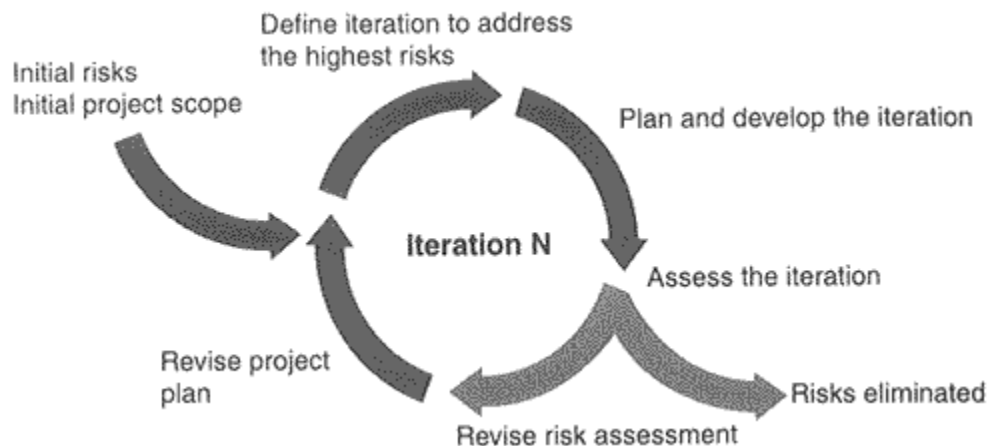 Define iteration to address
the highest risks
Initial risks
Initial project scope
Plan and develop the iteration
Iteration N
Assess the iteration
Revise project
plan
Risks eliminated
Revise risk assessment